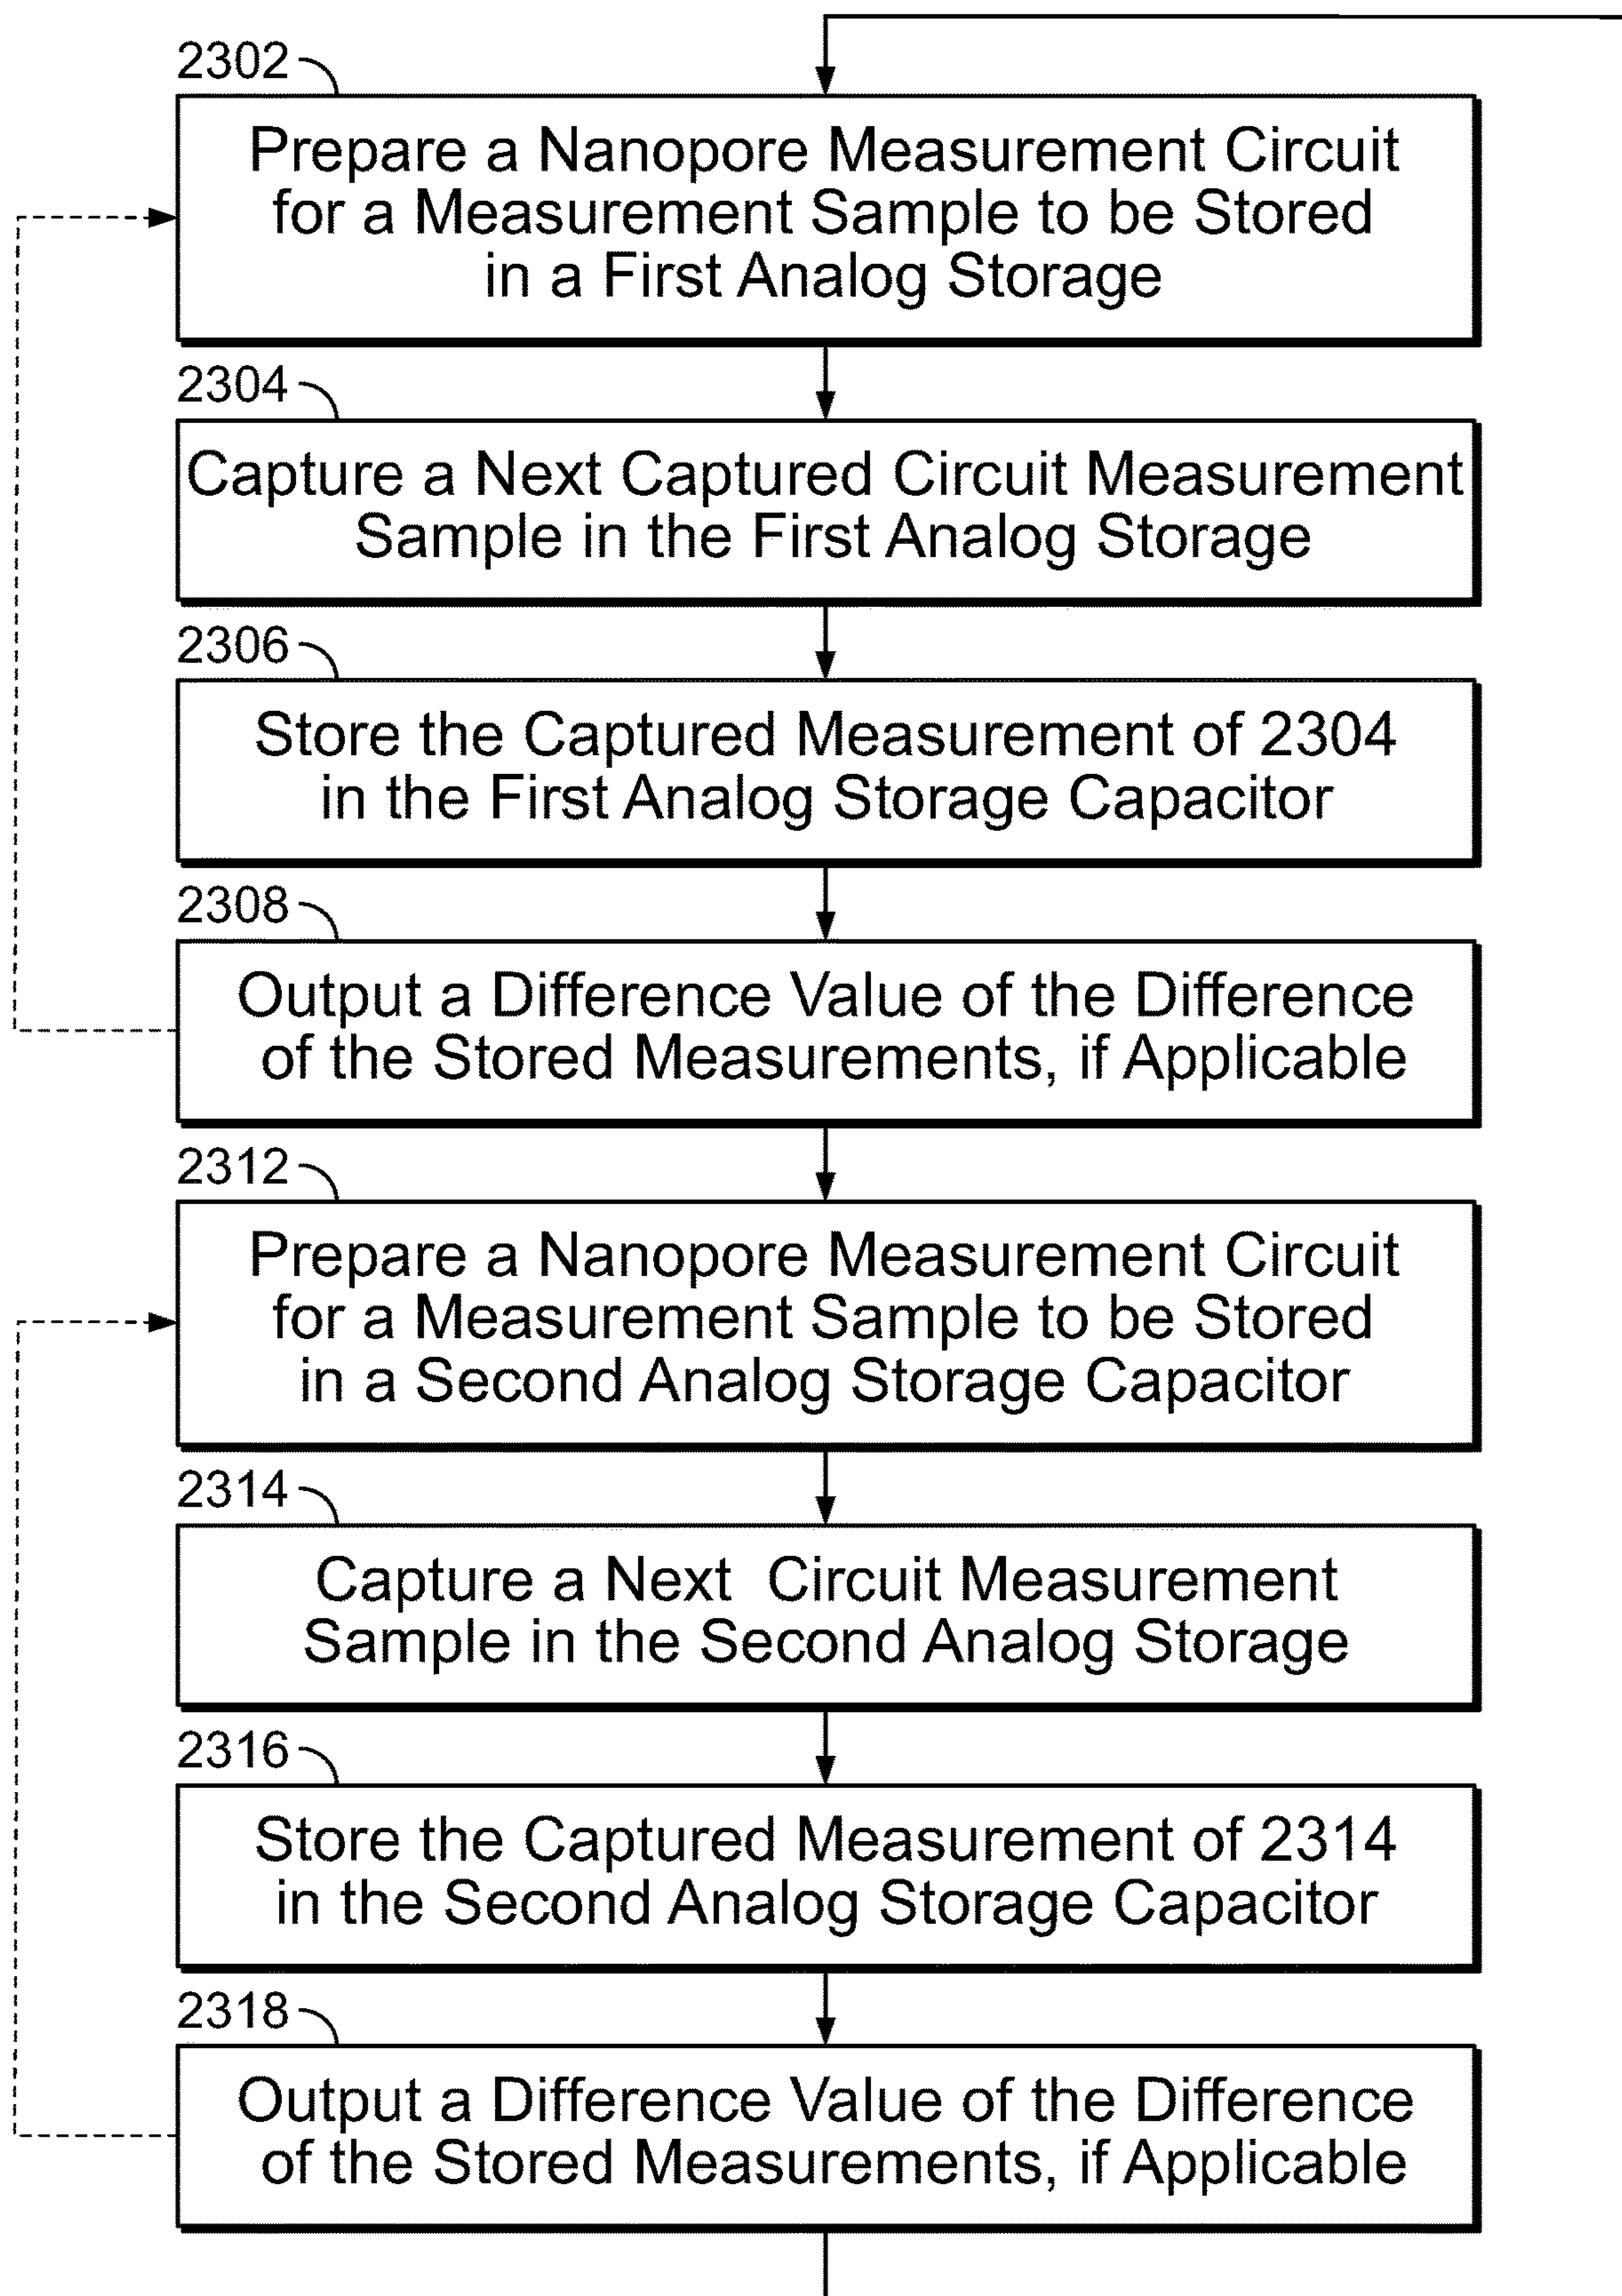 2302
Prepare a Nanopore Measurement Circuit
for a Measurement Sample to be Stored
in a First Analog Storage
2304
Capture a Next Captured Circuit Measurement
Sample in the First Analog Storage
2306
Store the Captured Measurement of 2304
in the First Analog Storage Capacitor
2308
Output a Difference Value of the Difference
of the Stored Measurements, if Applicable
2312
Prepare a Nanopore Measurement Circuit
for a Measurement Sample to be Stored
in a Second Analog Storage Capacitor
2314
Capture a Next  Circuit Measurement
Sample in the Second Analog Storage
2316
Store the Captured Measurement of 2314
in the Second Analog Storage Capacitor
2318
Output a Difference Value of the Difference
of the Stored Measurements, if Applicable